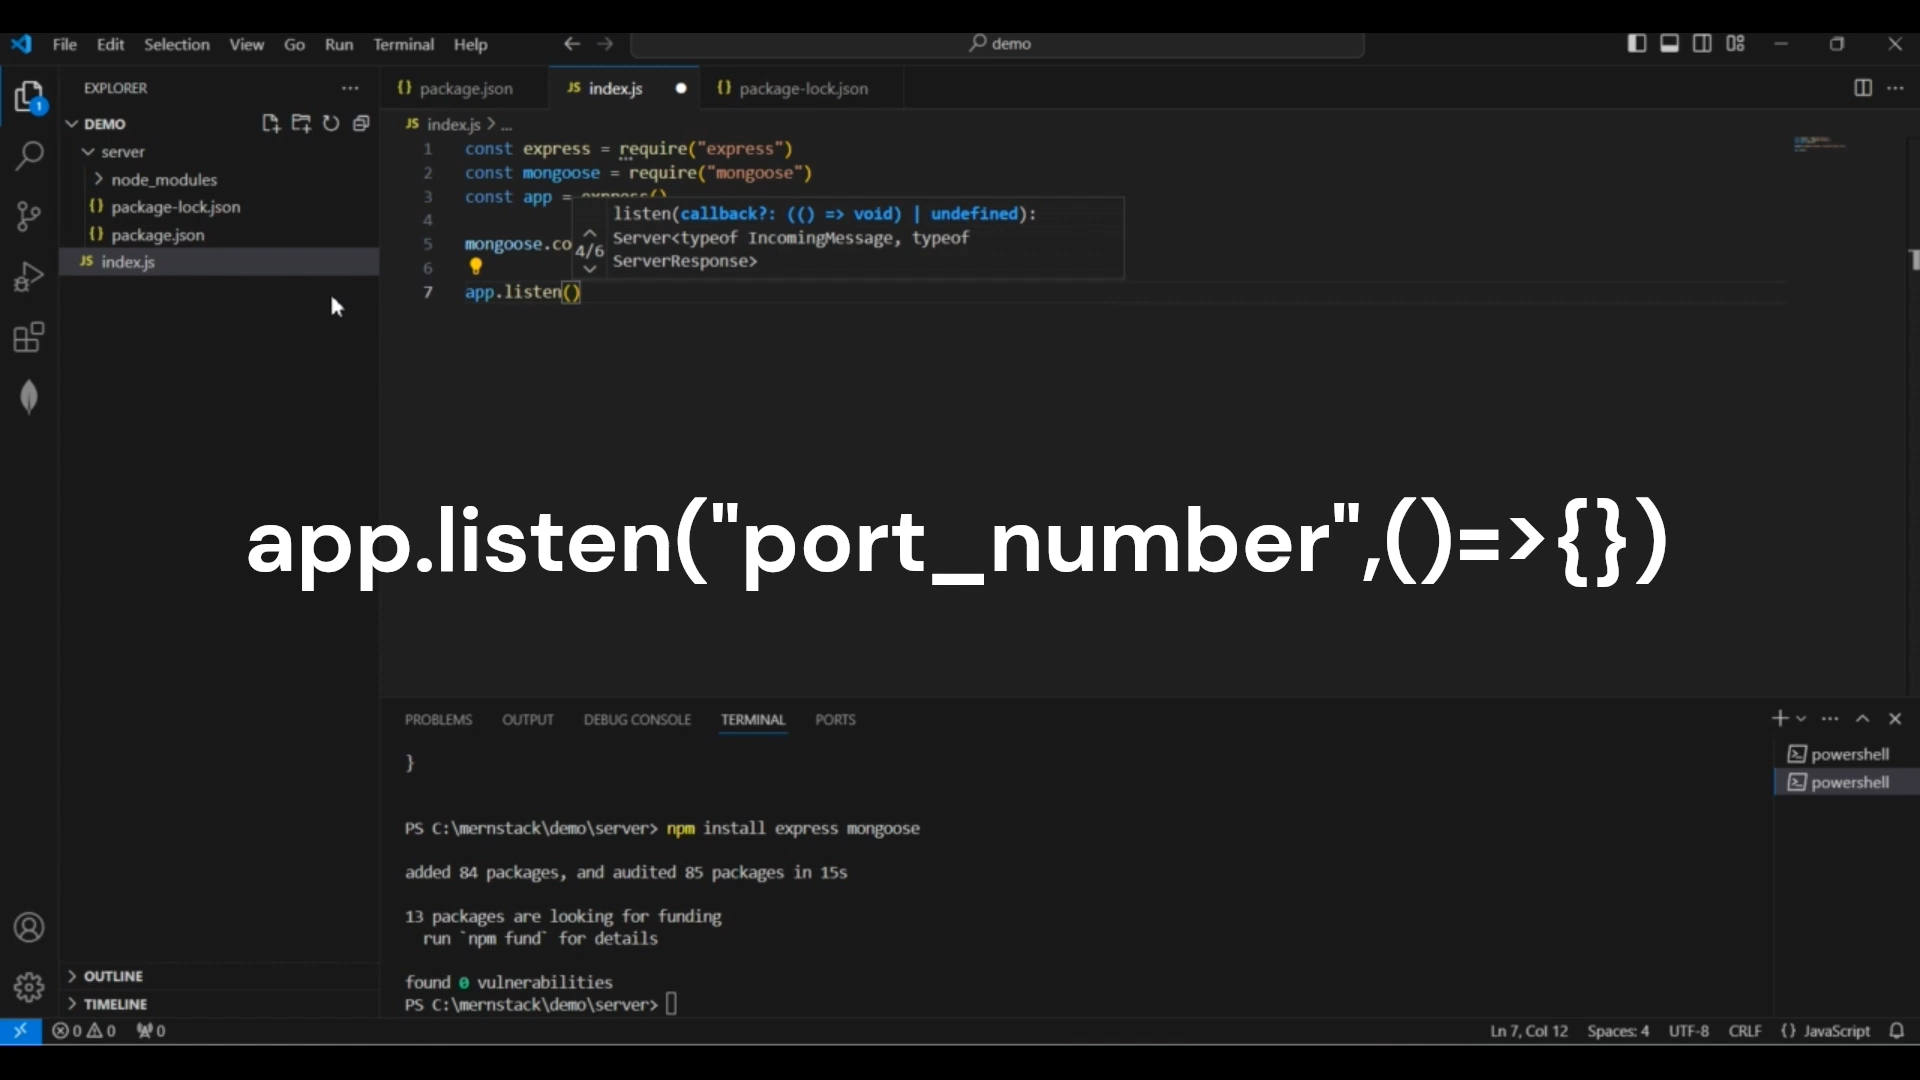 File Edit Selection View Go Run Terminal Help
demo
EXPLORER
{} package.json
JS index.js
{} package-lock.json
1
DEMO
server
node_modules
{} package-lock.json
{} package.json
JS index.js
JS index.js > ...
1 const express = require("express")
2 const mongoose = require("mongoose")
3 const app = express()
4
5 mongoose.co
6
7 app.listen()
4/6
listen(callback?: (() => void) | undefined):
Server<typeof IncomingMessage, typeof
ServerResponse>
app.listen("port_number",()=>{})
PROBLEMS OUTPUT DEBUG CONSOLE TERMINAL PORTS
powershell
powershell
}
PS C:\mernstack\demo\server> npm install express mongoose
added 84 packages, and audited 85 packages in 15s
13 packages are looking for funding
run `npm fund` for details
found 0 vulnerabilities
PS C:\mernstack\demo\server>
OUTLINE
TIMELINE
0 0 0
Ln 7, Col 12 Spaces: 4 UTF-8 CRLF {} JavaScript